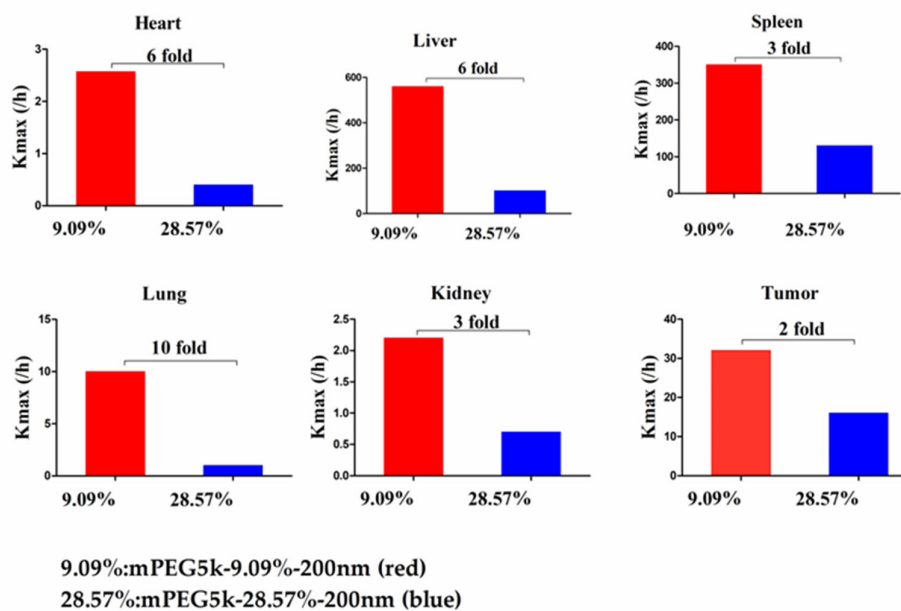 Heart
6 fold
Kmax (/h)
3
2
1
0
9.09% 28.57%
Liver
6 fold
Kmax (/h)
600
400
200
0
9.09% 28.57%
Spleen
3 fold
Kmax (/h)
400
300
200
100
0
9.09% 28.57%
Lung
10 fold
Kmax (/h)
15
10
5
0
9.09% 28.57%
Kidney
3 fold
Kmax (/h)
2.5
2.0
1.5
1.0
0.5
0.0
9.09% 28.57%
Tumor
2 fold
Kmax (/h)
40
30
20
10
0
9.09% 28.57%
9.09%:mPEG5k-9.09%-200nm (red)
28.57%:mPEG5k-28.57%-200nm (blue)